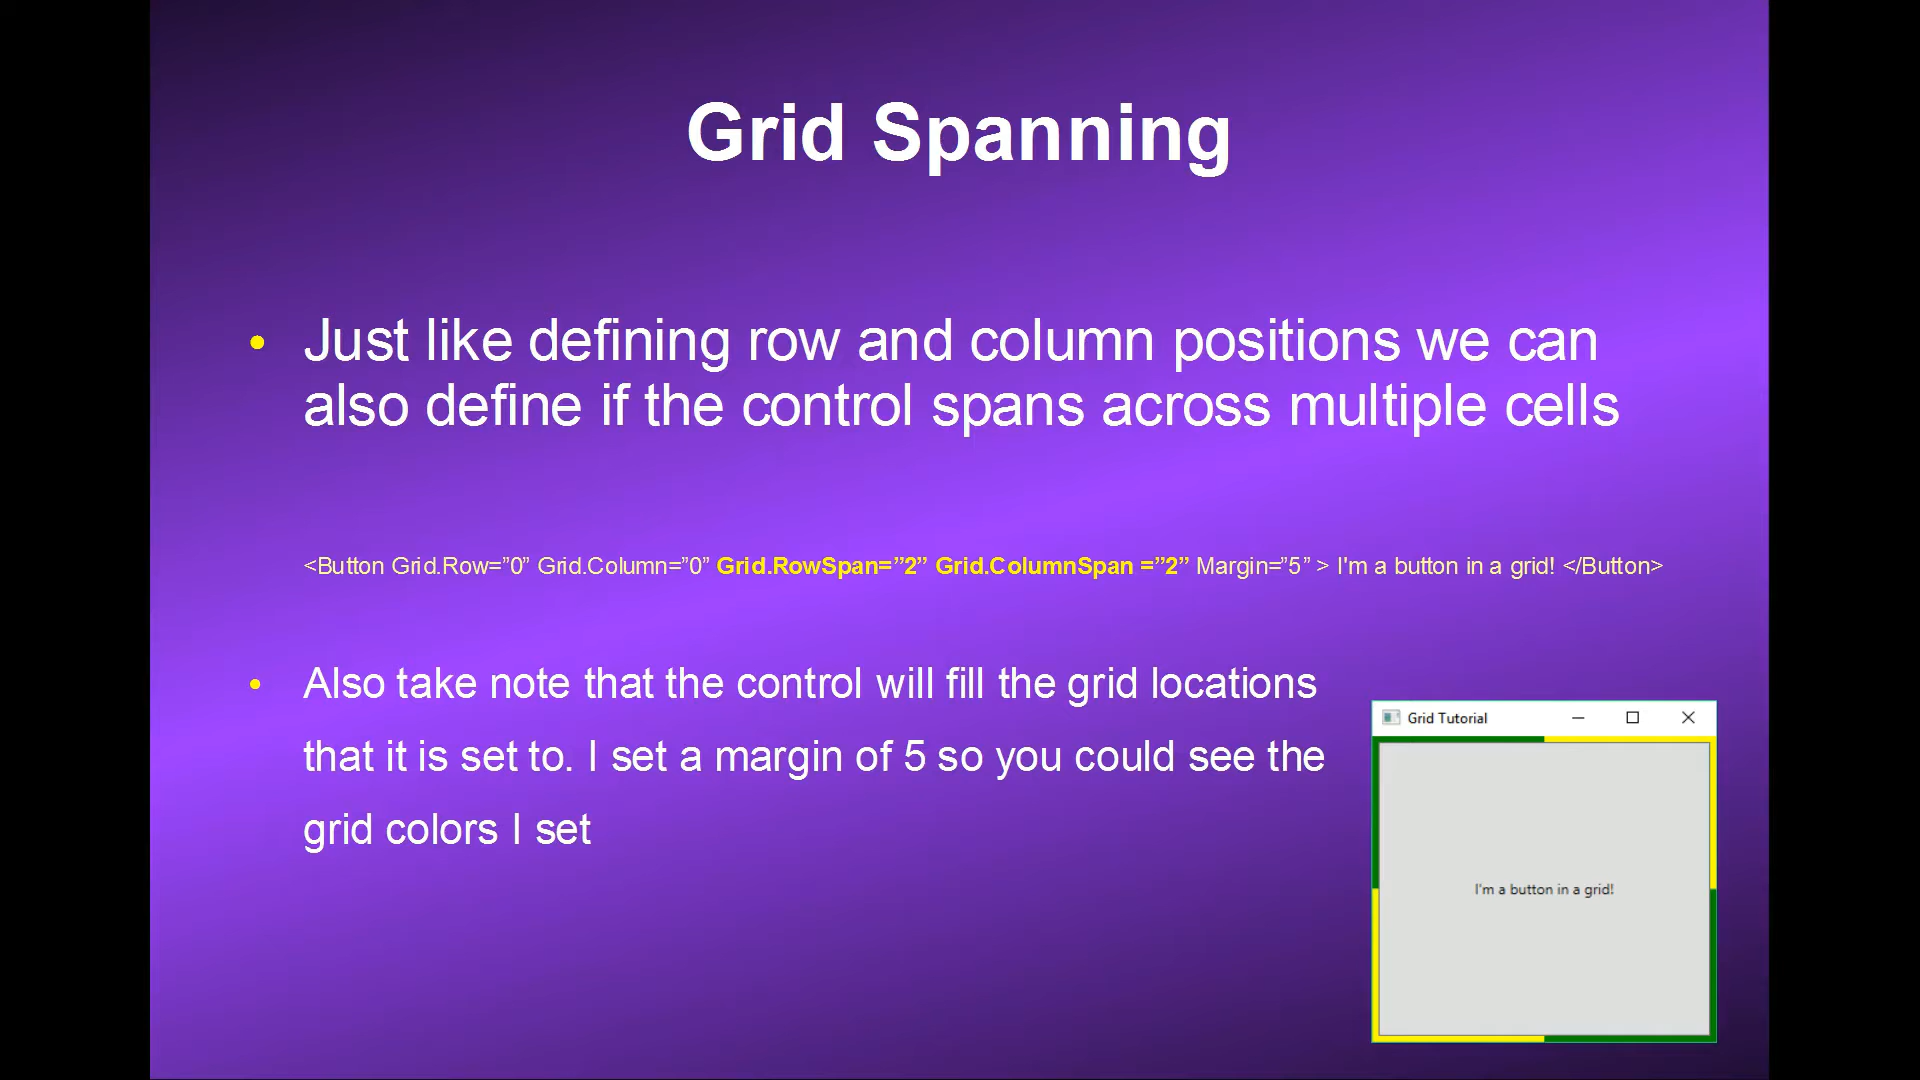 Grid Spanning
Just like defining row and column positions we can
also define if the control spans across multiple cells
<Button Grid.Row=”0” Grid.Column=”0” Grid.RowSpan=”2” Grid.ColumnSpan =”2” Margin=”5” > I'm a button in a grid! </Button>
Also take note that the control will fill the grid locations
that it is set to. I set a margin of 5 so you could see the
grid colors I set
Grid Tutorial
I'm a button in a grid!